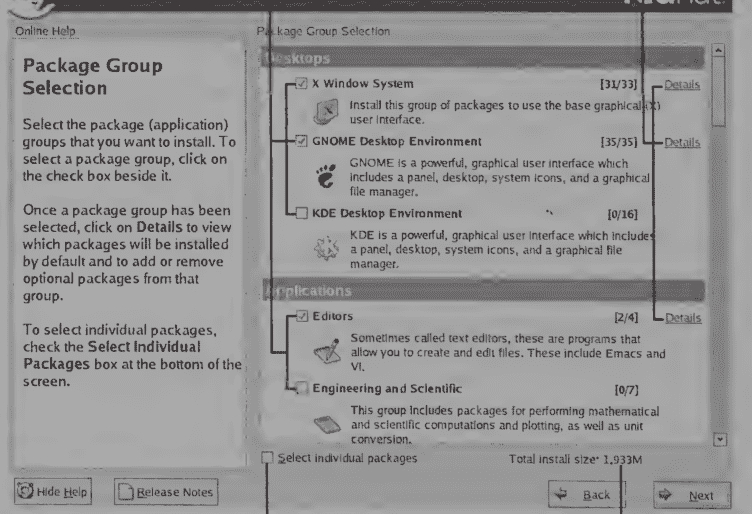 Online Help
Package Group Selection
Package Group
Selection
Select the package (application)
groups that you want to install. To
select a package group, click on
the check box beside it.
Once a package group has been
selected, click on Details to view
which packages will be installed
by default and to add or remove
optional packages from that
group.
To select individual packages,
check the Select Individual
Packages box at the bottom of the
screen.
Desktops
X Window System [31/33] Details
Install this group of packages to use the base graphical (X)
user interface.
GNOME Desktop Environment [35/35] Details
GNOME is a powerful, graphical user interface which
includes a panel, desktop, system icons, and a graphical
file manager.
KDE Desktop Environment [0/16]
KDE is a powerful, graphical user interface which includes
a panel, desktop, system icons, and a graphical file
manager.
Applications
Editors [2/4] Details
Sometimes called text editors, these are programs that
allow you to create and edit files. These include Emacs and
Vi.
Engineering and Scientific [0/7]
This group includes packages for performing mathematical
and scientific computations and plotting, as well as unit
conversion.
Select individual packages Total install size: 1,933M
Hide Help Release Notes Back Next